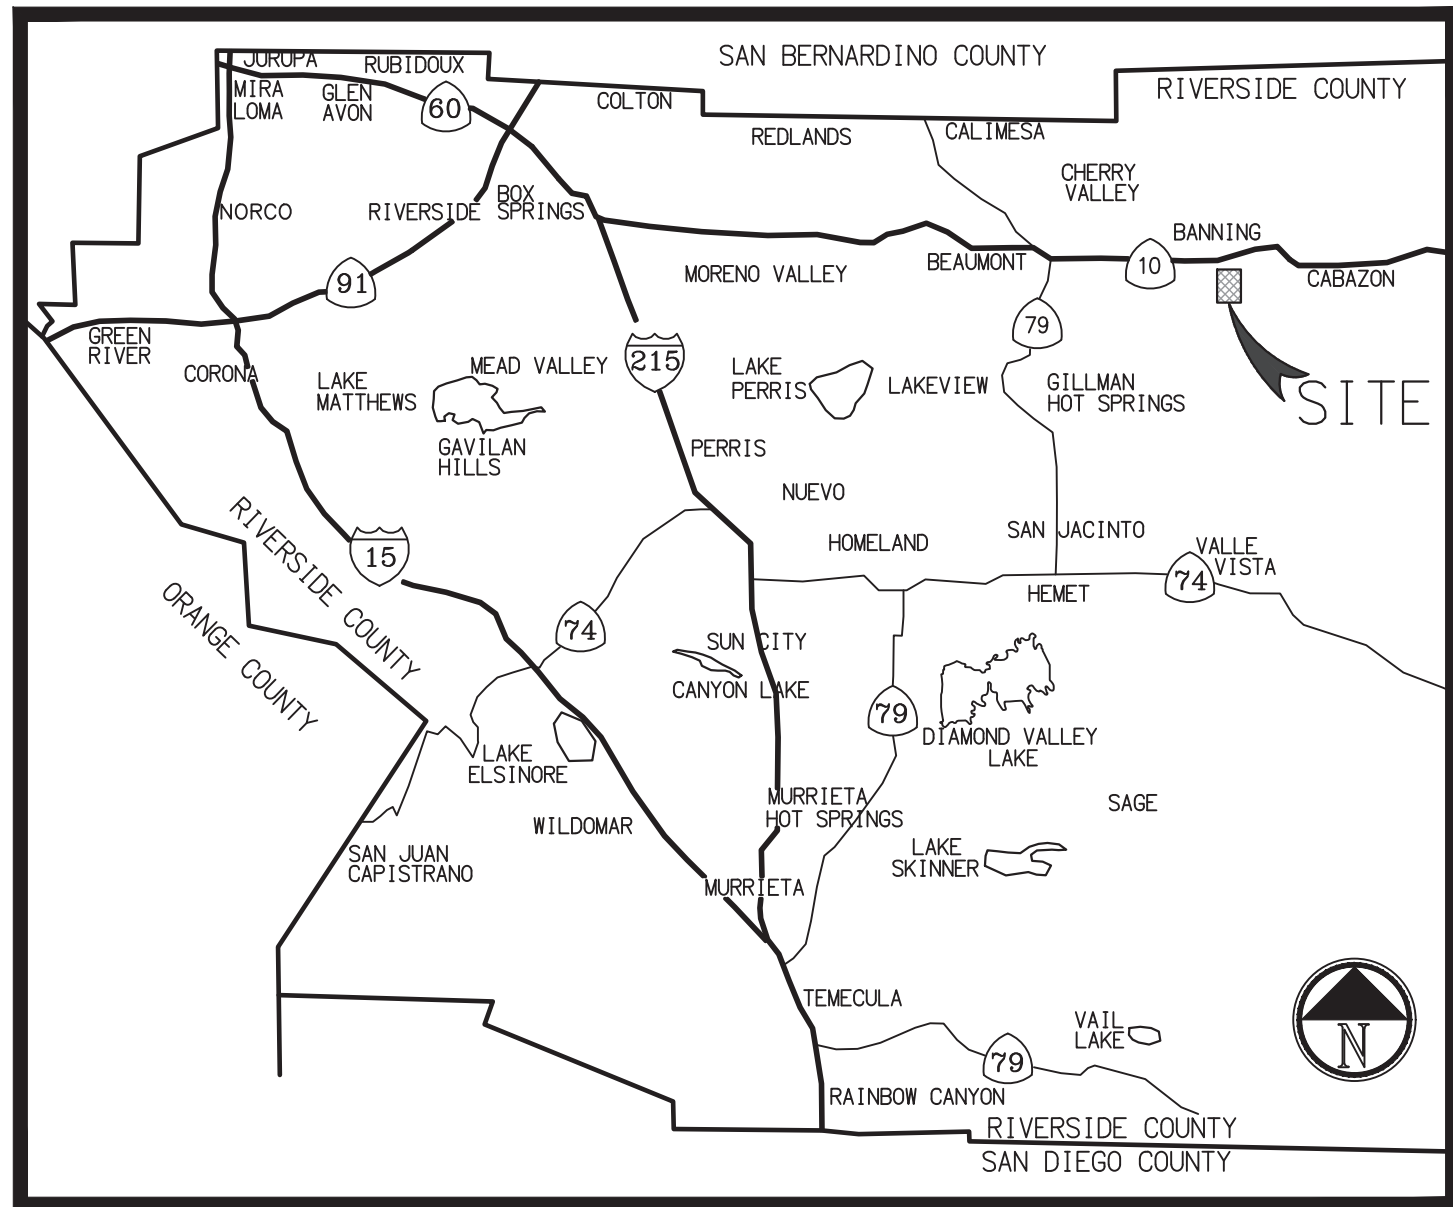 SAN BERNARDINO COUNTY
JURUPA
RUBIDOUX
RIVERSIDE COUNTY
MIRA
LOMA
GLEN
AVON
60
COLTON
REDLANDS
CALIMESA
CHERRY
VALLEY
NORCO
RIVERSIDE
BOX
SPRINGS
BANNING
BEAUMONT
10
CABAZON
MORENO VALLEY
91
79
GREEN
RIVER
CORONA
LAKE
MATTHEWS
MEAD VALLEY
215
LAKE
PERRIS
LAKEVIEW
GILLMAN
HOT SPRINGS
SITE
GAVILAN
HILLS
PERRIS
NUEVO
RIVERSIDE COUNTY
ORANGE COUNTY
15
HOMELAND
SAN JACINTO
VALLE
VISTA
74
HEMET
74
SUN CITY
CANYON LAKE
79
DIAMOND VALLEY
LAKE
LAKE
ELSINORE
MURRIETA
HOT SPRINGS
SAGE
WILDOMAR
SAN JUAN
CAPISTRANO
LAKE
SKINNER
MURRIETA
TEMECULA
VAIL
LAKE
N
79
RAINBOW CANYON
RIVERSIDE COUNTY
SAN DIEGO COUNTY